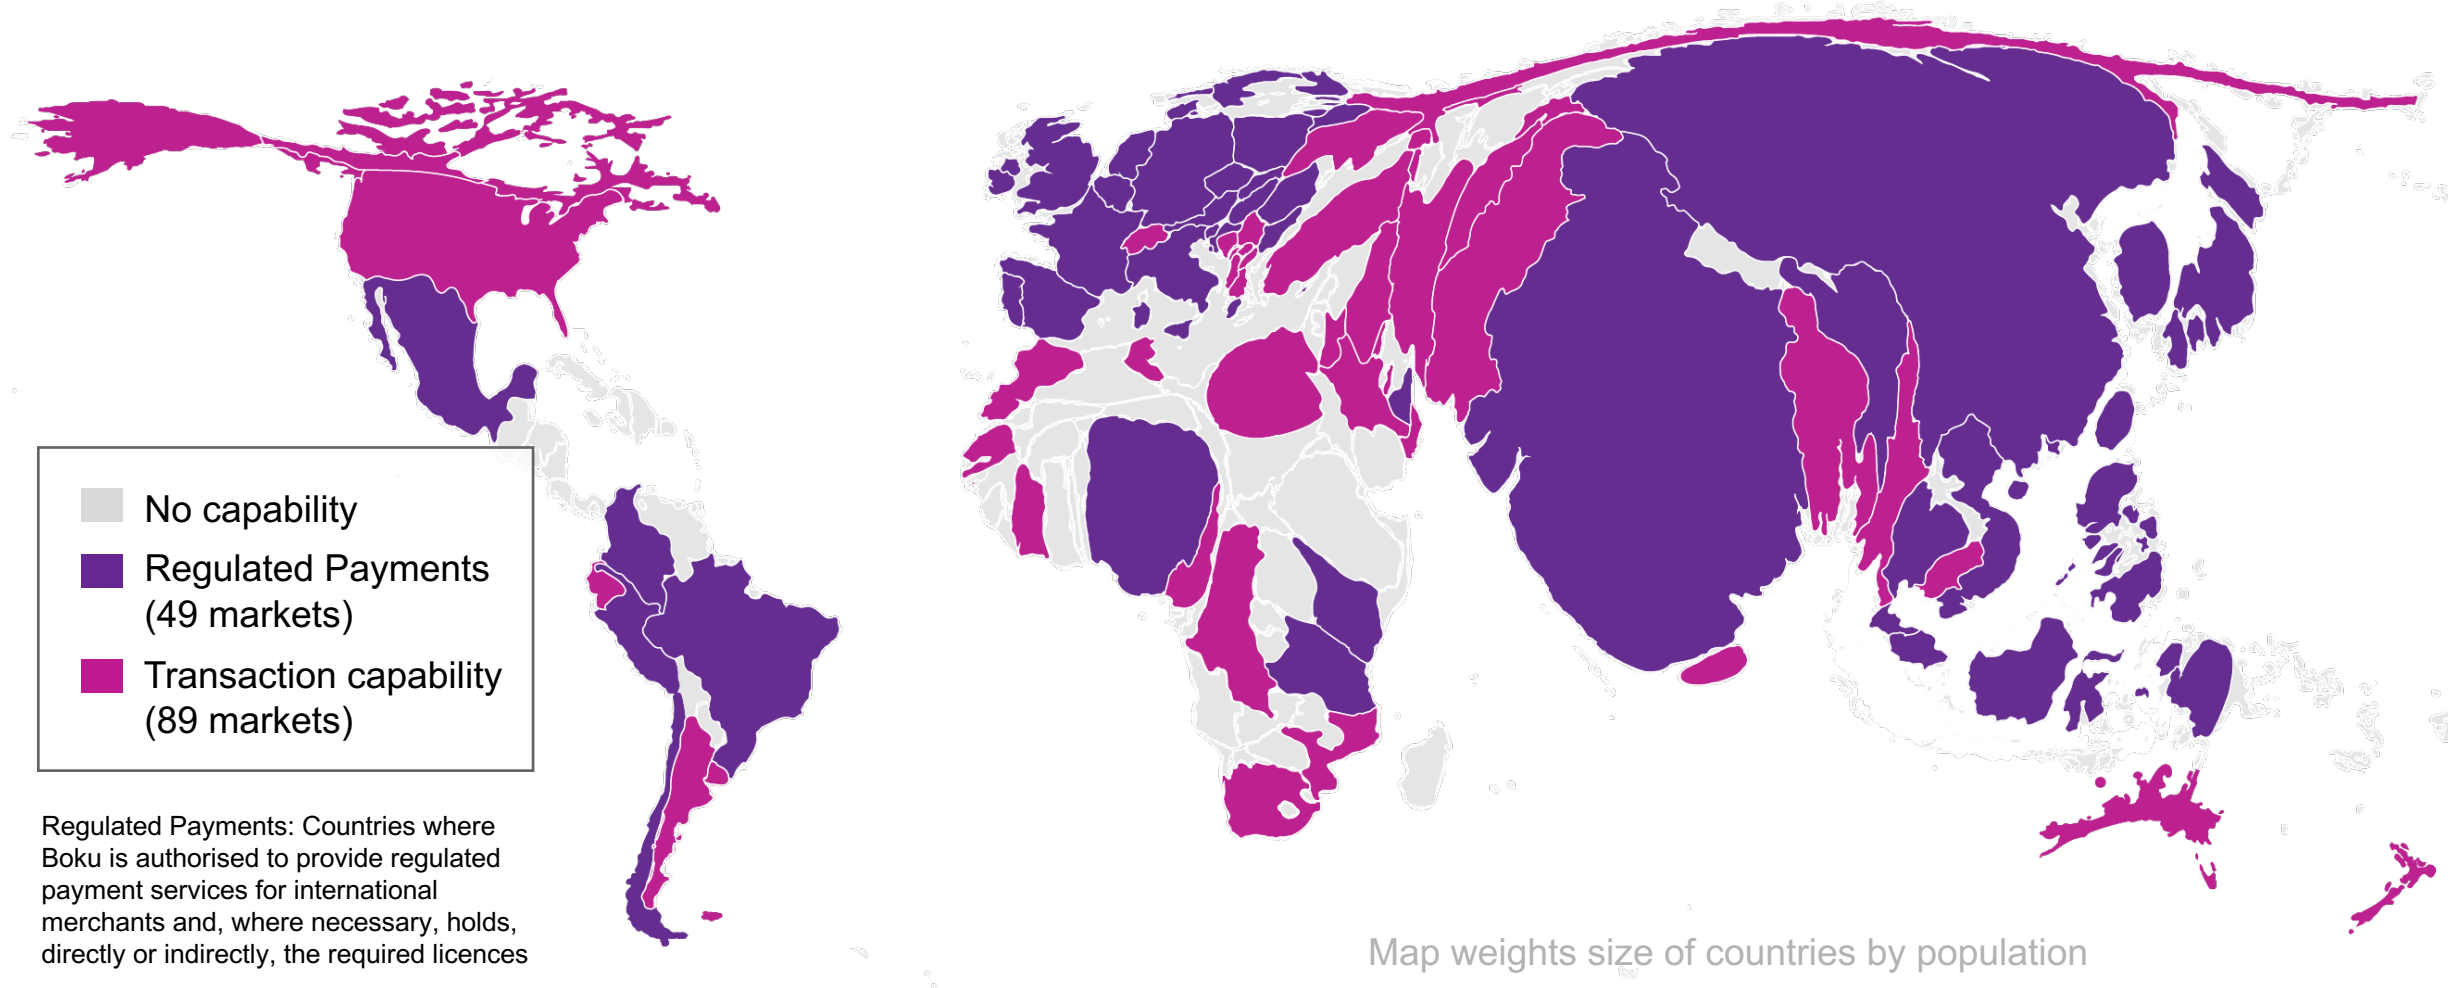 No capability
Regulated Payments
(49 markets)
Transaction capability
(89 markets)
Regulated Payments: Countries where
Boku is authorised to provide regulated
payment services for international
merchants and, where necessary, holds,
directly or indirectly, the required licences
Map weights size of countries by population